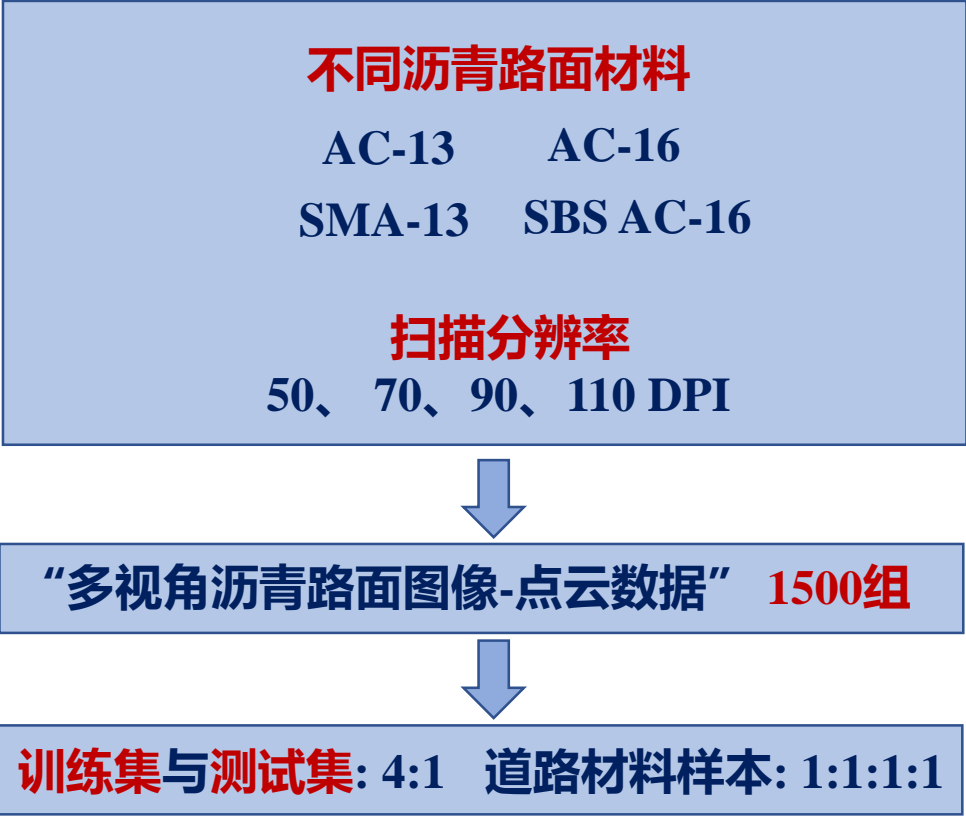 不同沥青路面材料
AC-13 AC-16
SMA-13 SBS AC-16
扫描分辨率
50、 70、90、110 DPI
“多视角沥青路面图像-点云数据” 1500组
训练集与测试集: 4:1 道路材料样本: 1:1:1:1